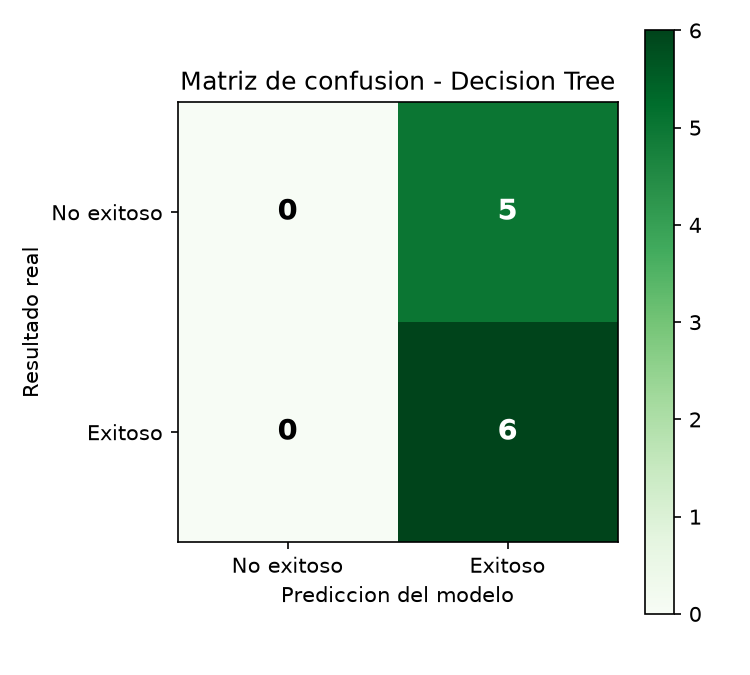 Matriz de confusion - Decision Tree
Resultado real
No exitoso
0
5
Exitoso
0
6
No exitoso
Exitoso
Prediccion del modelo
6
5
4
3
2
1
0